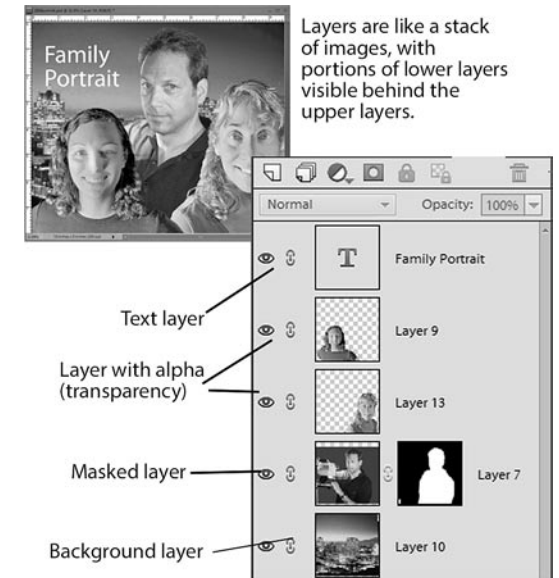 Family
Portrait
Layers are like a stack
of images, with
portions of lower layers
visible behind the
upper layers.
Normal
Opacity: 100%
T
Family Portrait
Text layer
Layer 9
Layer with alpha
(transparency)
Layer 13
Masked layer
Layer 7
Background layer
Layer 10